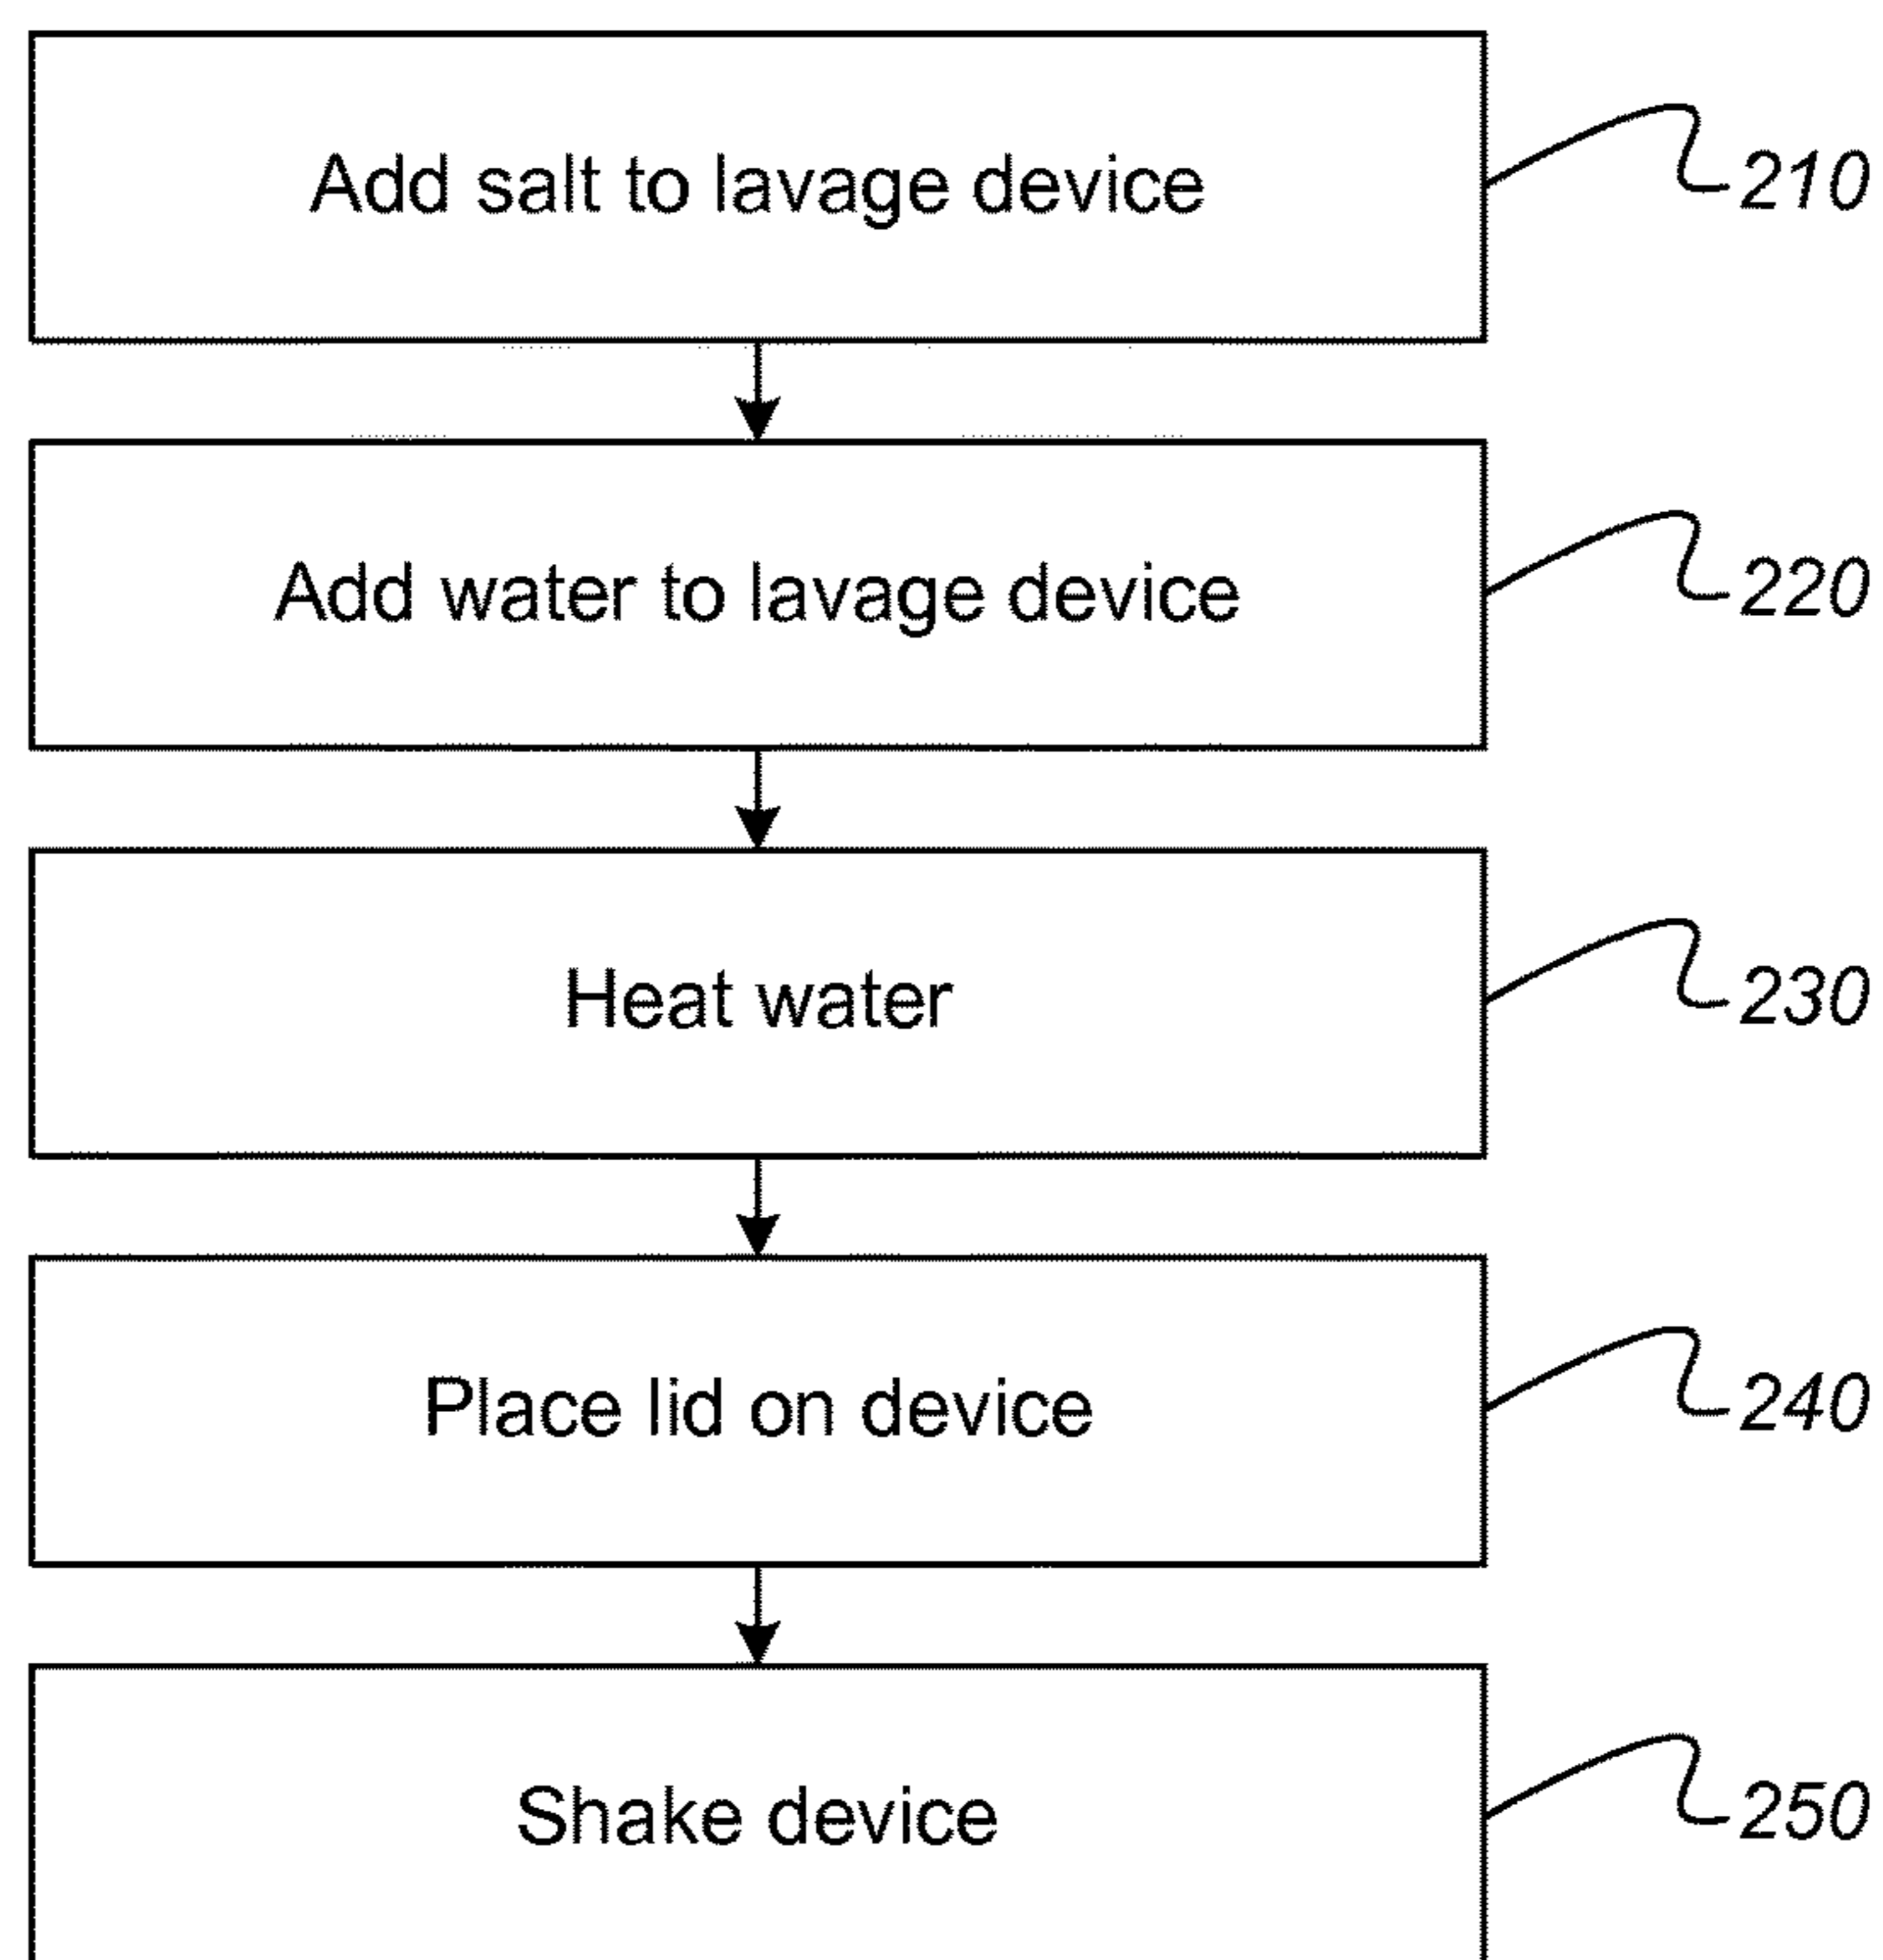 Add salt to lavage device
210
Add water to lavage device
220
Heat water
230
Place lid on device
240
Shake device
250